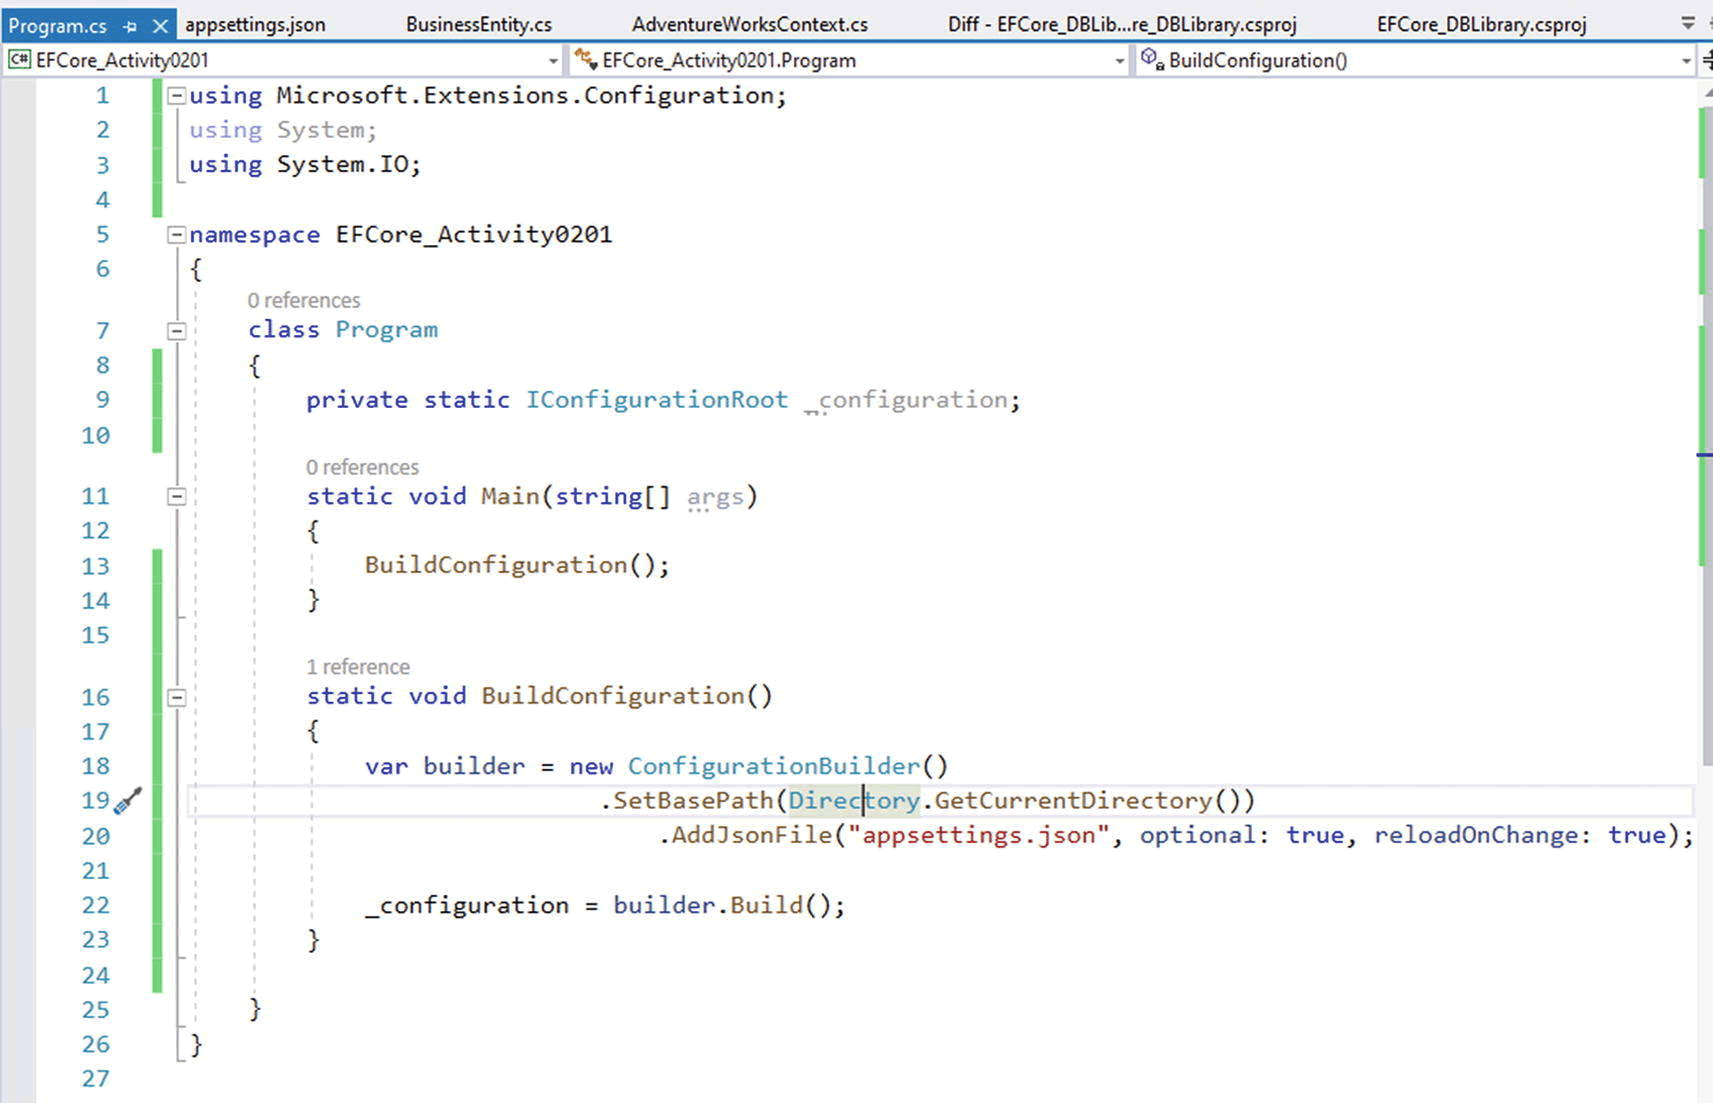 Program.cs appsettings.json BusinessEntity.cs AdventureWorksContext.cs Diff - EFCore_DBLib...re_DBLibrary.csproj EFCore_DBLibrary.csproj
C# EFCore_Activity0201 EFCore_Activity0201.Program BuildConfiguration()
1 using Microsoft.Extensions.Configuration;
2 using System;
3 using System.IO;
4
5 namespace EFCore_Activity0201
6 {
0 references
7 class Program
8 {
9 private static IConfigurationRoot _configuration;
10
0 references
11 static void Main(string[] args)
12 {
13 BuildConfiguration();
14 }
15
1 reference
16 static void BuildConfiguration()
17 {
18 var builder = new ConfigurationBuilder()
19 .SetBasePath(Directory.GetCurrentDirectory())
20 .AddJsonFile("appsettings.json", optional: true, reloadOnChange: true);
21
22 _configuration = builder.Build();
23 }
24
25 }
26 }
27